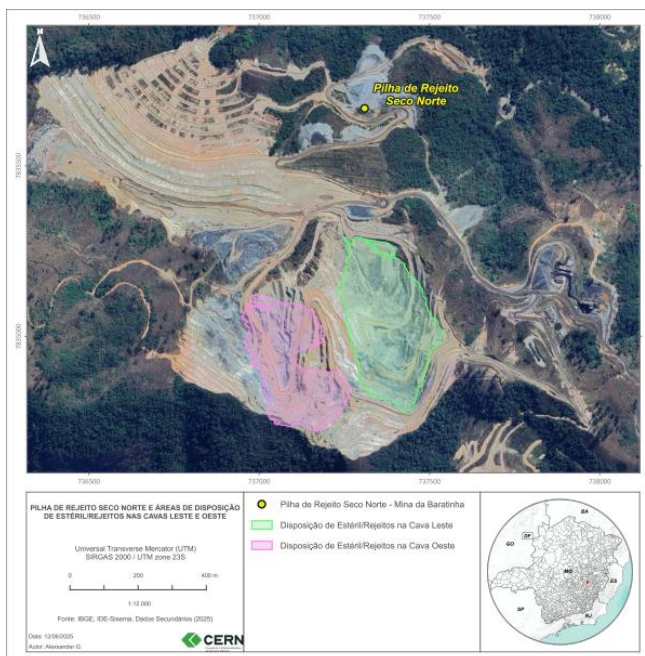 736500 737000 737500 738000
Pilha de Rejeito
Seco Norte
7835500 7835500
7835000 7835000
736500 737000 737500 738000
PILHA DE REJEITO SECO NORTE E ÁREAS DE DISPOSIÇÃO
DE ESTÉRIL/REJEITOS NAS CAVAS LESTE E OESTE
Universal Transverse Mercator (UTM)
SIRGAS 2000 / UTM zone 23S
0 200 400 m
1:12.000
Fonte: IBGE, IDE-Sisema, Dados Secundários (2025)
Data: 12/06/2025
Autor: Alexsander G.
CERN
Pilha de Rejeito Seco Norte - Mina da Baratinha
Disposição de Estéril/Rejeitos na Cava Leste
Disposição de Estéril/Rejeitos na Cava Oeste
BA
DF
GO
MG
ES
SP
RJ